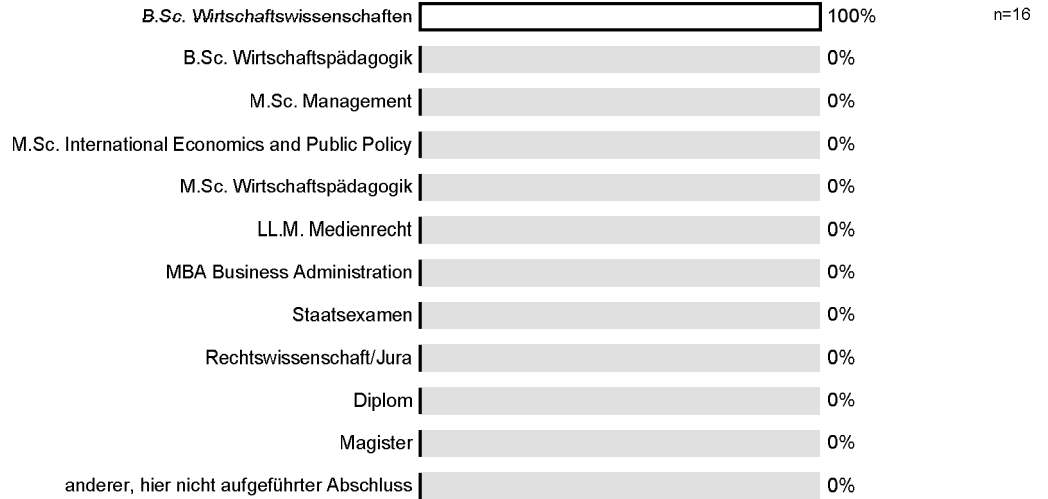 B.Sc. Wirtschaftswissenschaften 100% n=16
B.Sc. Wirtschaftspädagogik 0%
M.Sc. Management 0%
M.Sc. International Economics and Public Policy 0%
M.Sc. Wirtschaftspädagogik 0%
LL.M. Medienrecht 0%
MBA Business Administration 0%
Staatsexamen 0%
Rechtswissenschaft/Jura 0%
Diplom 0%
Magister 0%
anderer, hier nicht aufgeführter Abschluss 0%